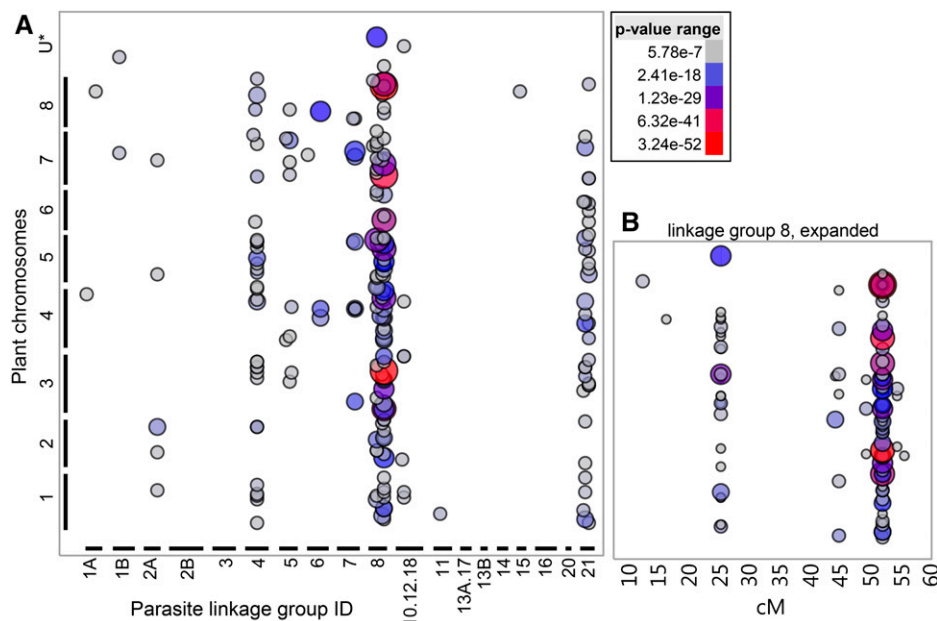 A
p-value range
5.78e-7
2.41e-18
1.23e-29
6.32e-41
3.24e-52
Plant chromosomes
U*
8
7
6
5
4
3
2
1
1A
1B
2A
2B
3
4
5
6
7
8
10.12.18
11
13A.17
13B
14
15
16
20
21
Parasite linkage group ID
B
linkage group 8, expanded
10
15
20
25
30
35
40
45
50
55
60
cM